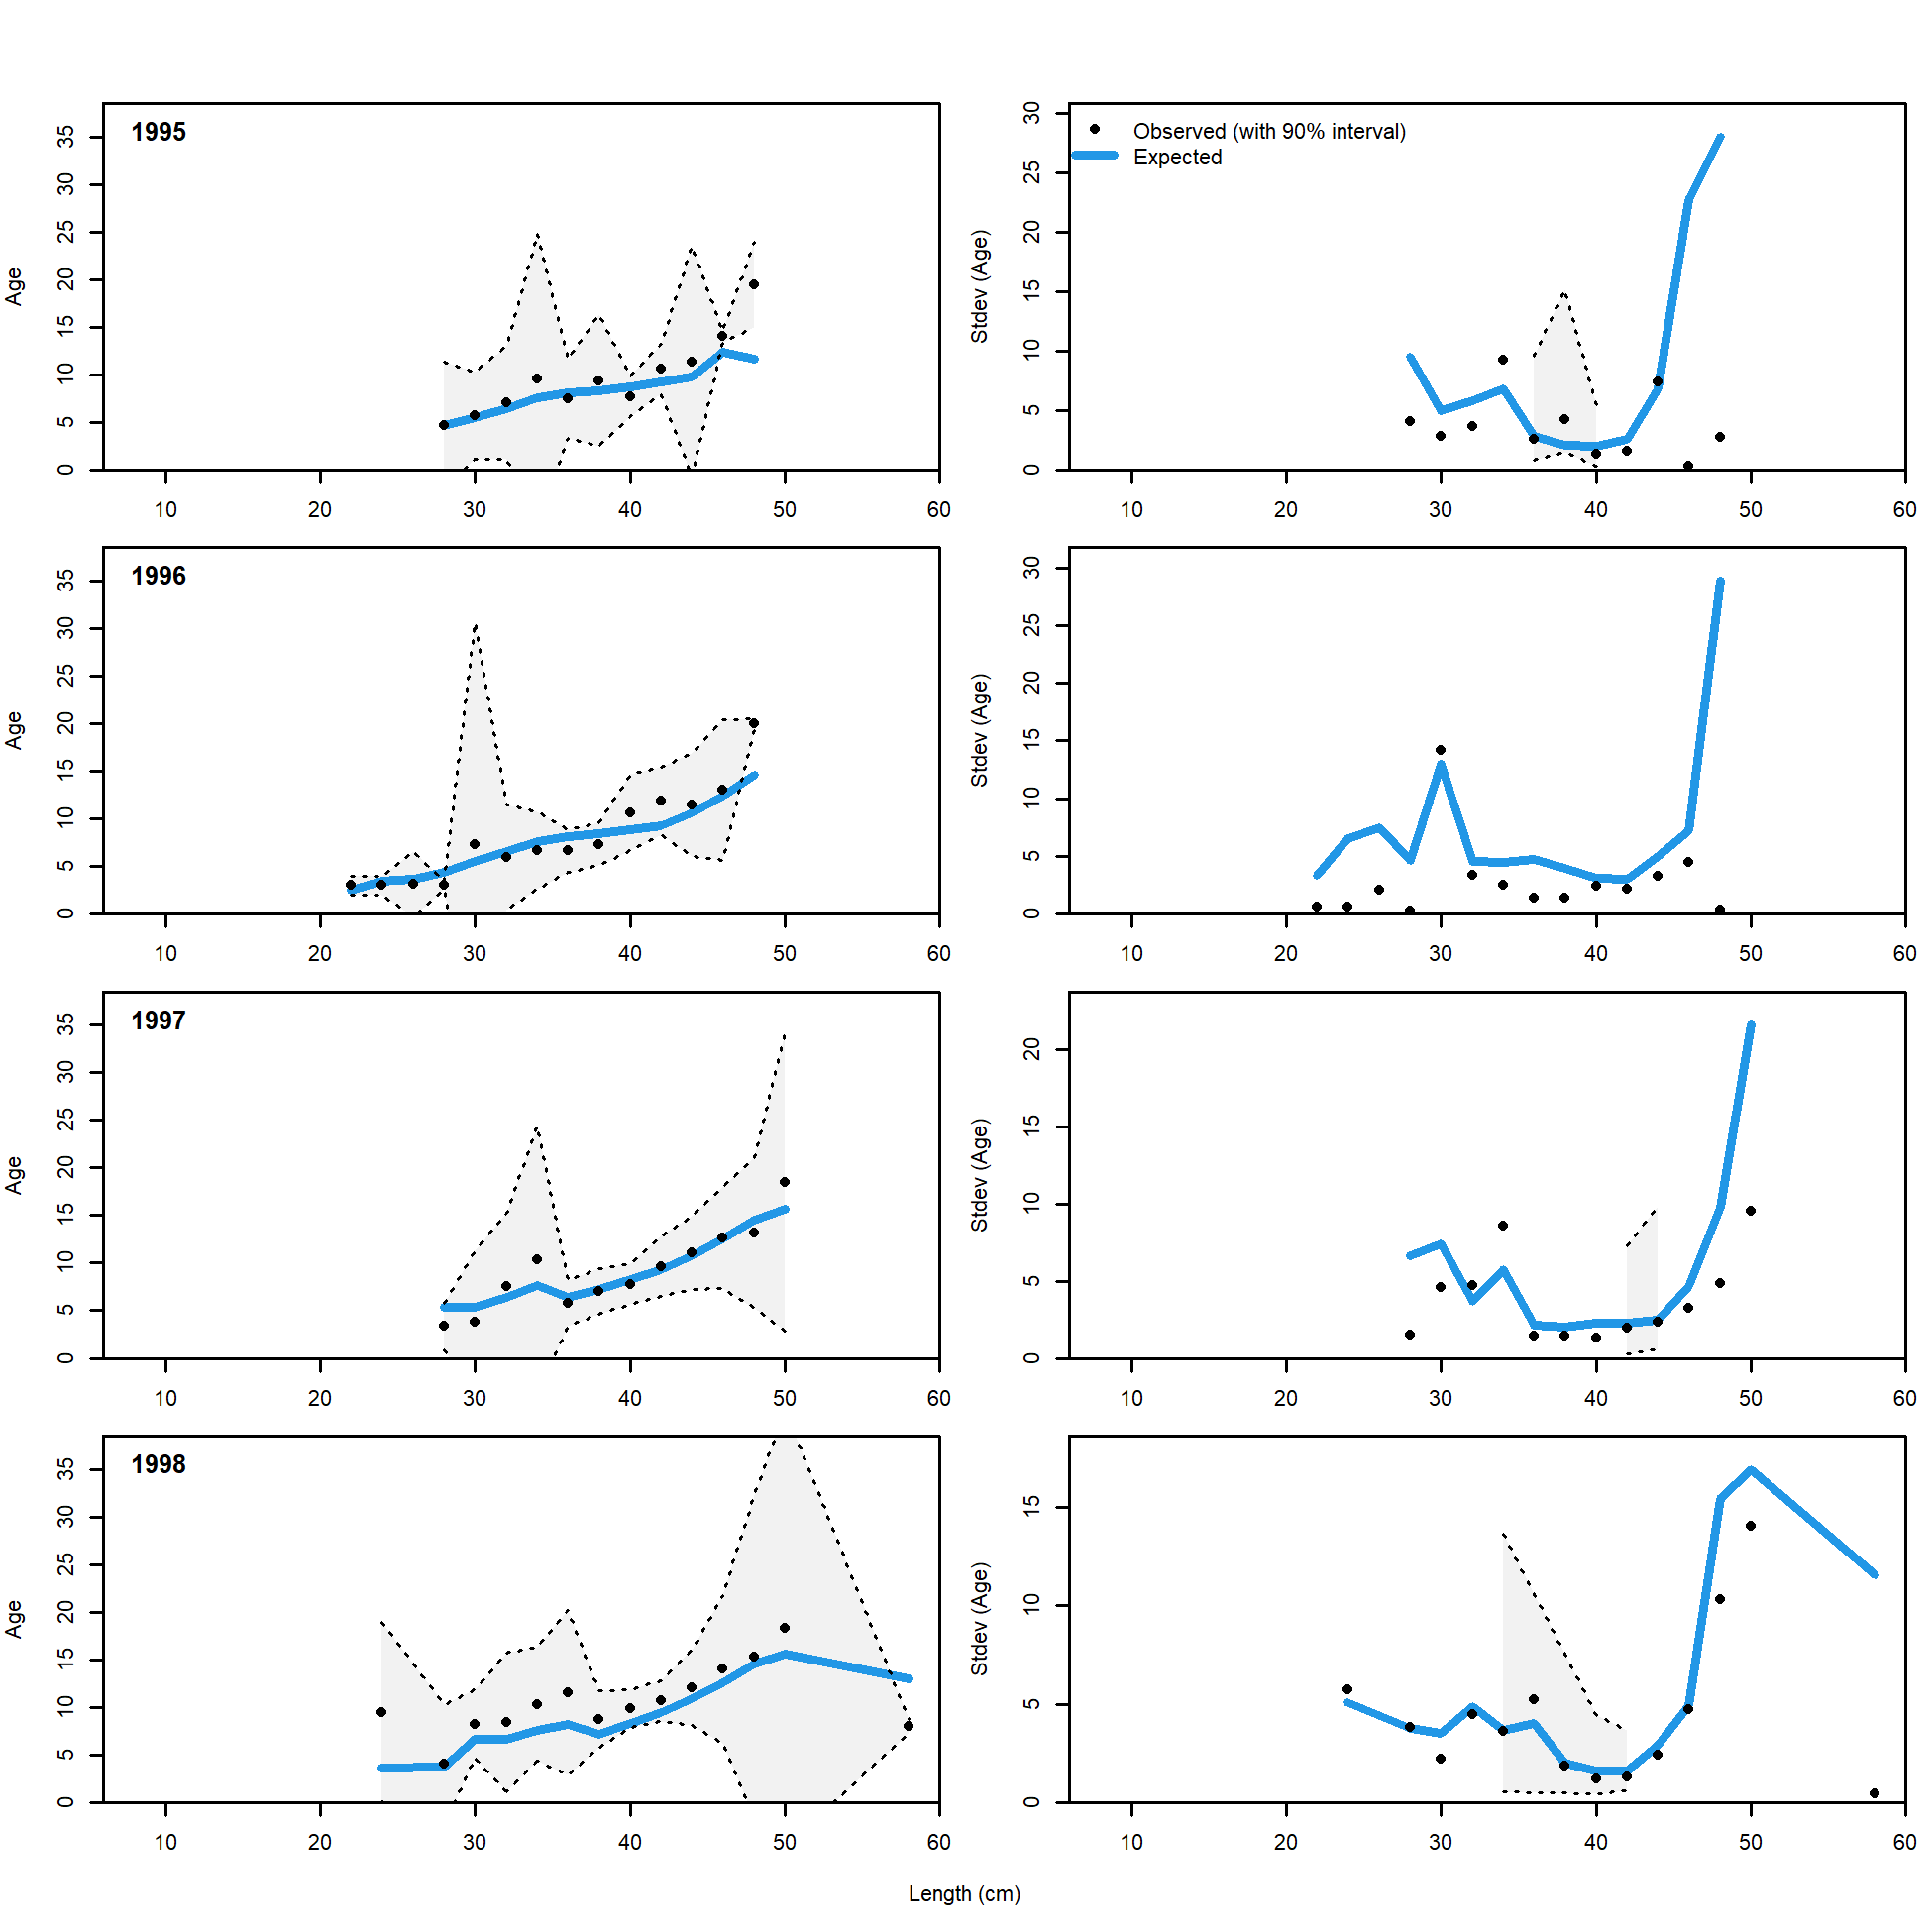 1995
Age
0 5 10 15 20 25 30 35
10 20 30 40 50 60
Observed (with 90% interval)
Expected
Stdev (Age)
0 5 10 15 20 25 30
10 20 30 40 50 60
1996
Age
0 5 10 15 20 25 30 35
10 20 30 40 50 60
Stdev (Age)
0 5 10 15 20 25 30
10 20 30 40 50 60
1997
Age
0 5 10 15 20 25 30 35
10 20 30 40 50 60
Stdev (Age)
0 5 10 15 20
10 20 30 40 50 60
1998
Age
0 5 10 15 20 25 30 35
10 20 30 40 50 60
Stdev (Age)
0 5 10 15
10 20 30 40 50 60
Length (cm)